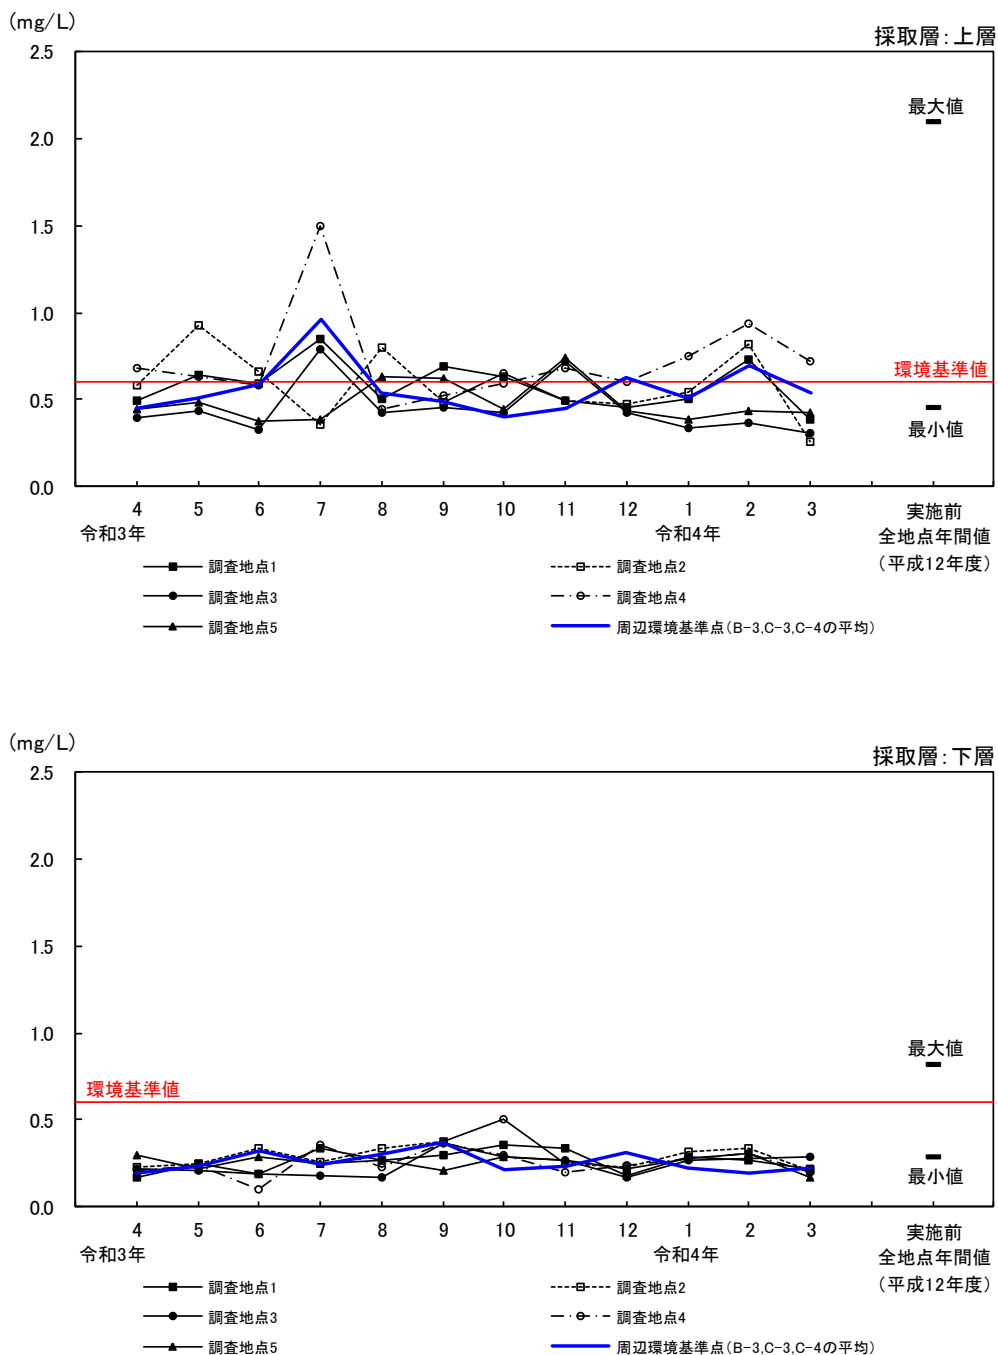 (mg/L)
採取層：上層
2.5
最大値
2.0
1.5
1.0
環境基準値
0.5
最小値
0.0
4 5 6 7 8 9 10 11 12 1 2 3
令和3年 令和4年
実施前
全地点年間値
（平成12年度）
調査地点1 調査地点2
調査地点3 調査地点4
調査地点5 周辺環境基準点（B-3,C-3,C-4の平均）
(mg/L)
採取層：下層
2.5
2.0
1.5
1.0
最大値
環境基準値
0.5
最小値
0.0
4 5 6 7 8 9 10 11 12 1 2 3
令和3年 令和4年
実施前
全地点年間値
（平成12年度）
調査地点1 調査地点2
調査地点3 調査地点4
調査地点5 周辺環境基準点（B-3,C-3,C-4の平均）